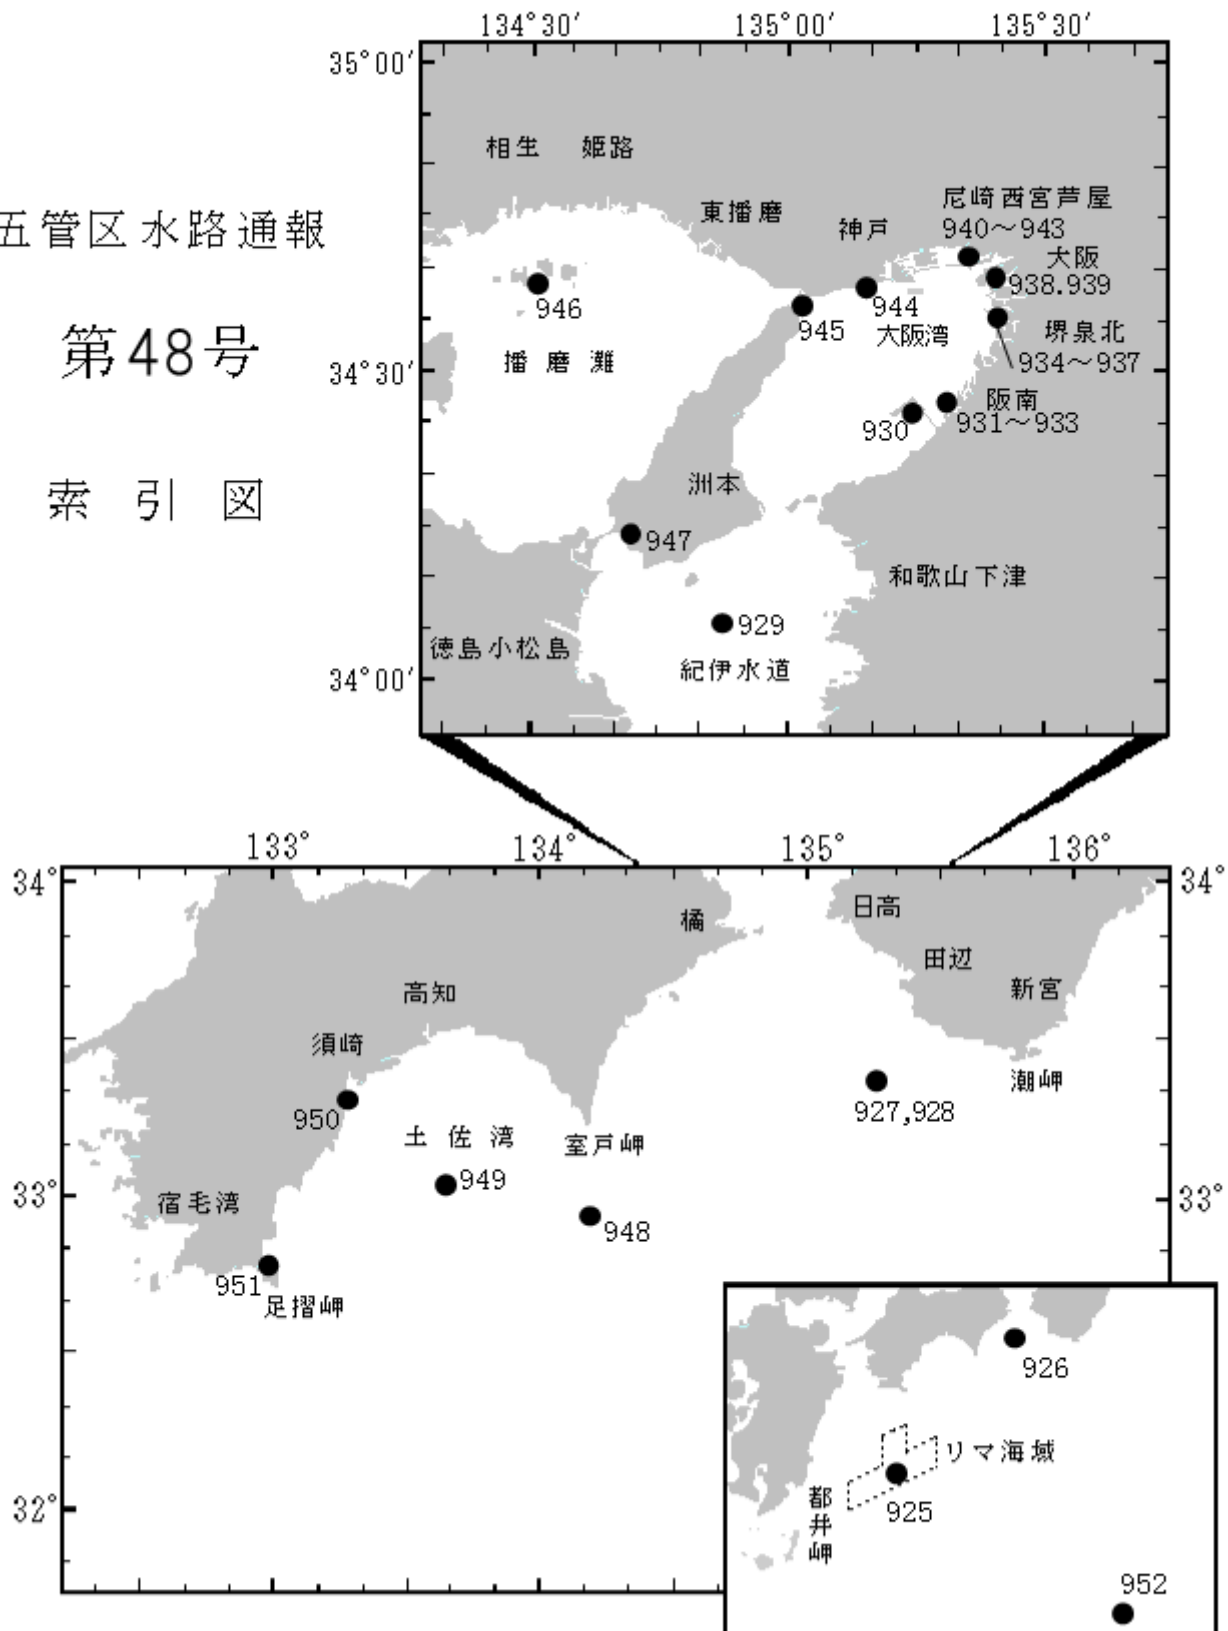 134°30′ 135°00′ 135°30′
35°00′
相生 姫路
尼崎西宮芦屋
東播磨
五管区水路通報
神戸
940～943
大阪
938.939
946
944
945
大阪湾
堺泉北
第48号
播磨灘
934～937
34°30′
阪南
930
931～933
洲本
索引図
947
和歌山下津
929
徳島小松島
紀伊水道
34°00′
133° 134° 135° 136°
34° 34°
橘
日高
田辺
高知
新宮
須崎
潮岬
950
927,928
土佐湾
室戸岬
949
33° 33°
宿毛湾
948
951
足摺岬
926
リマ海域
都井岬
925
32°
952